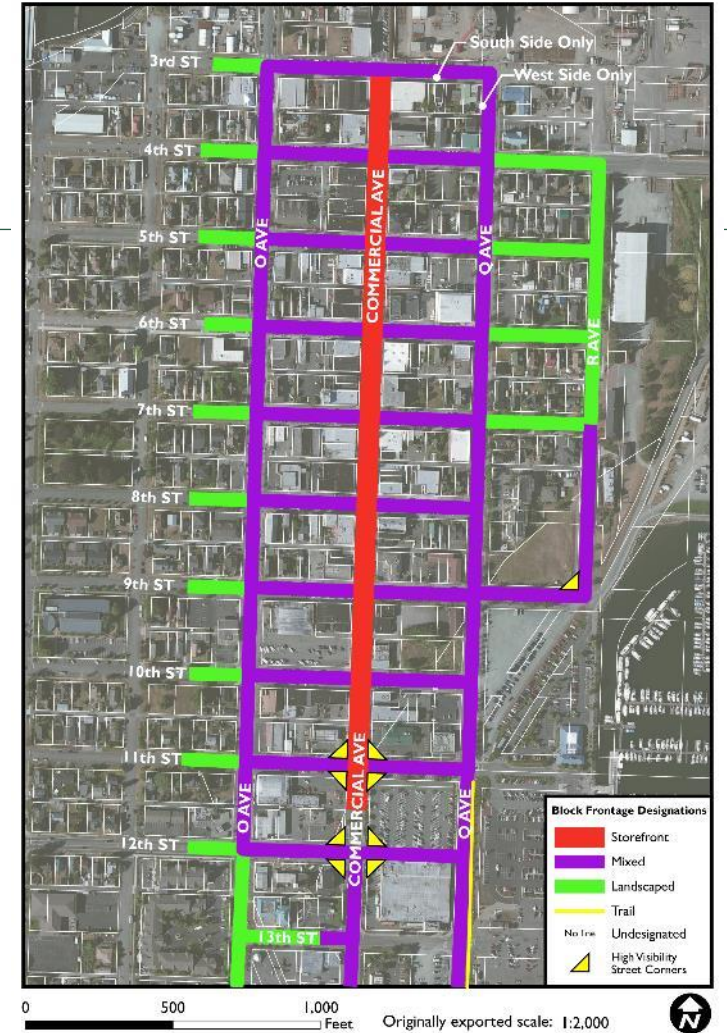 South Side Only
3rd ST
West Side Only
4th ST
COMMERCIAL AVE
5th ST
O AVE
Q AVE
6th ST
R AVE
7th ST
8th ST
9th ST
10th ST
11th ST
COMMERCIAL AVE
O AVE
Q AVE
12th ST
13th ST
Block Frontage Designations
Storefront
Mixed
Landscaped
Trail
No line Undesignated
High Visibility
Street Corners
0 500 1,000
Feet
Originally exported scale: 1:2,000
N